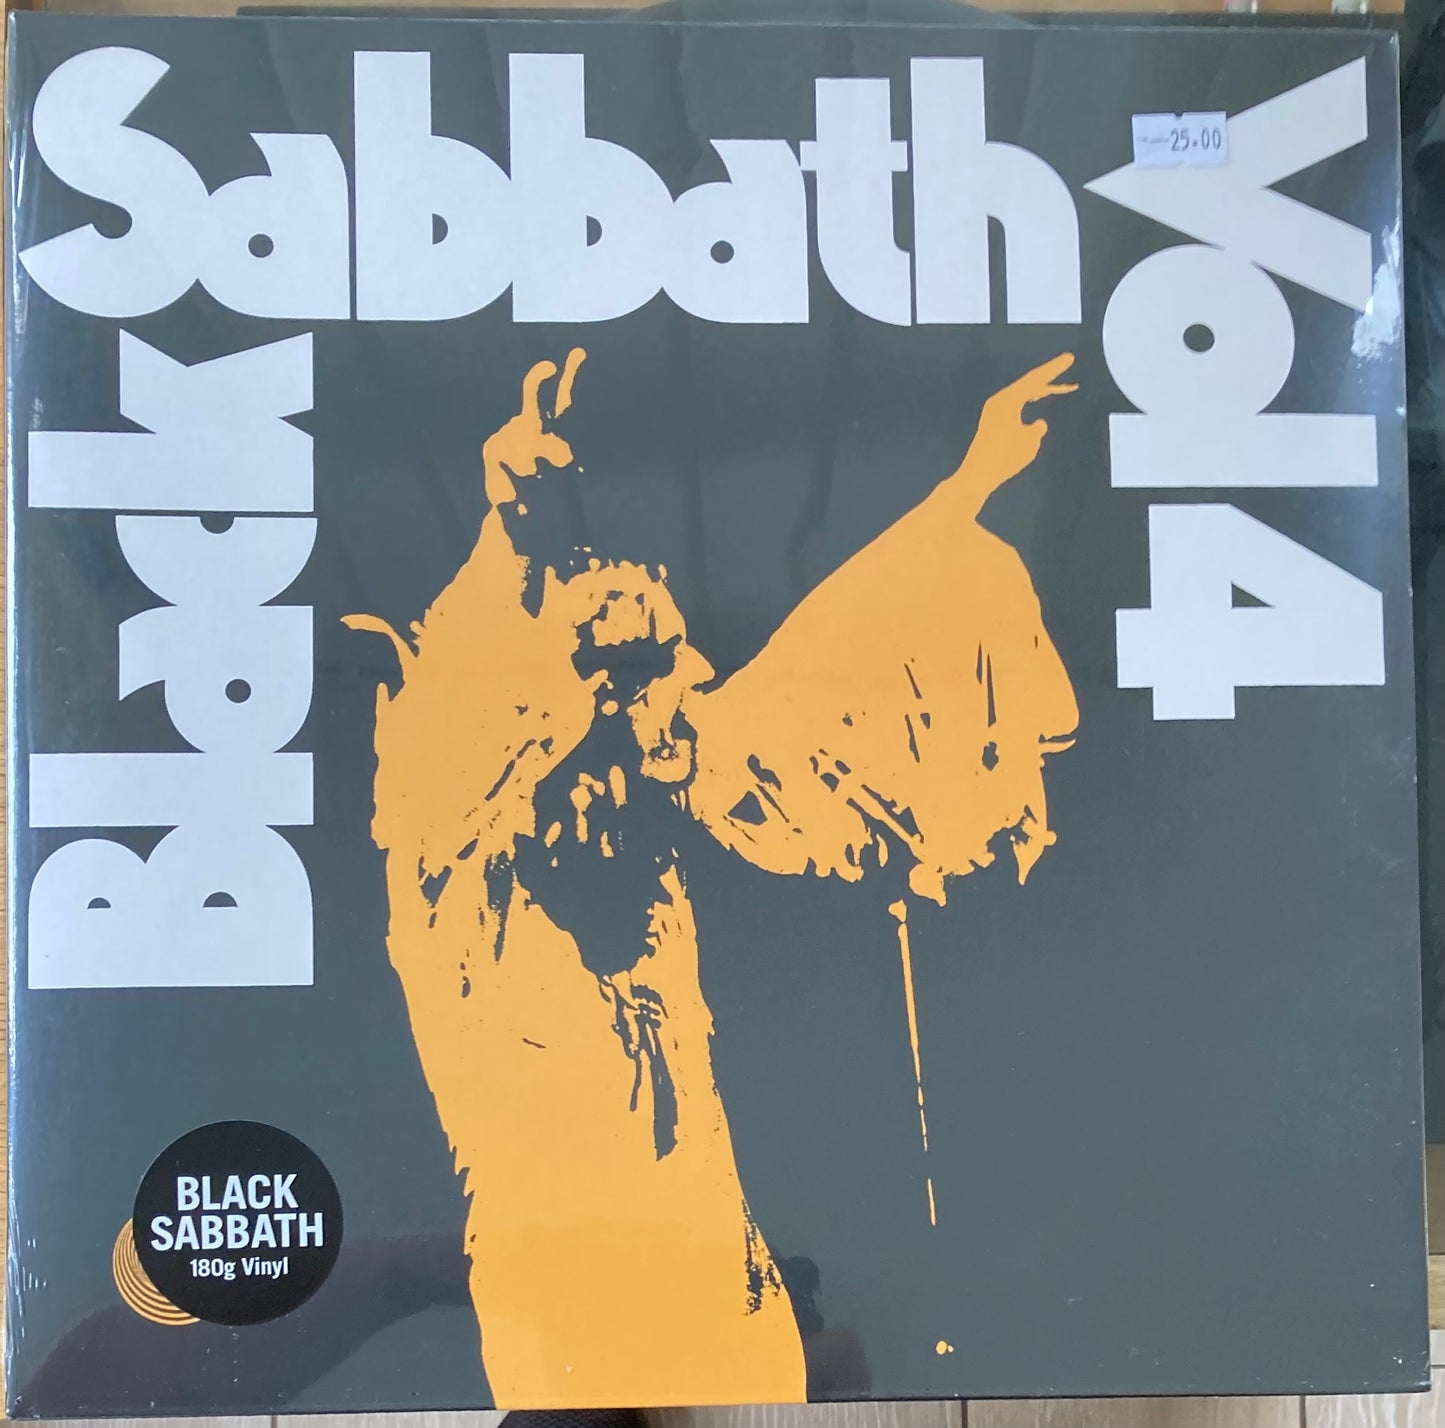 Black
Sabbath
Vol 4
25.00
BLACK
SABBATH
180g Vinyl